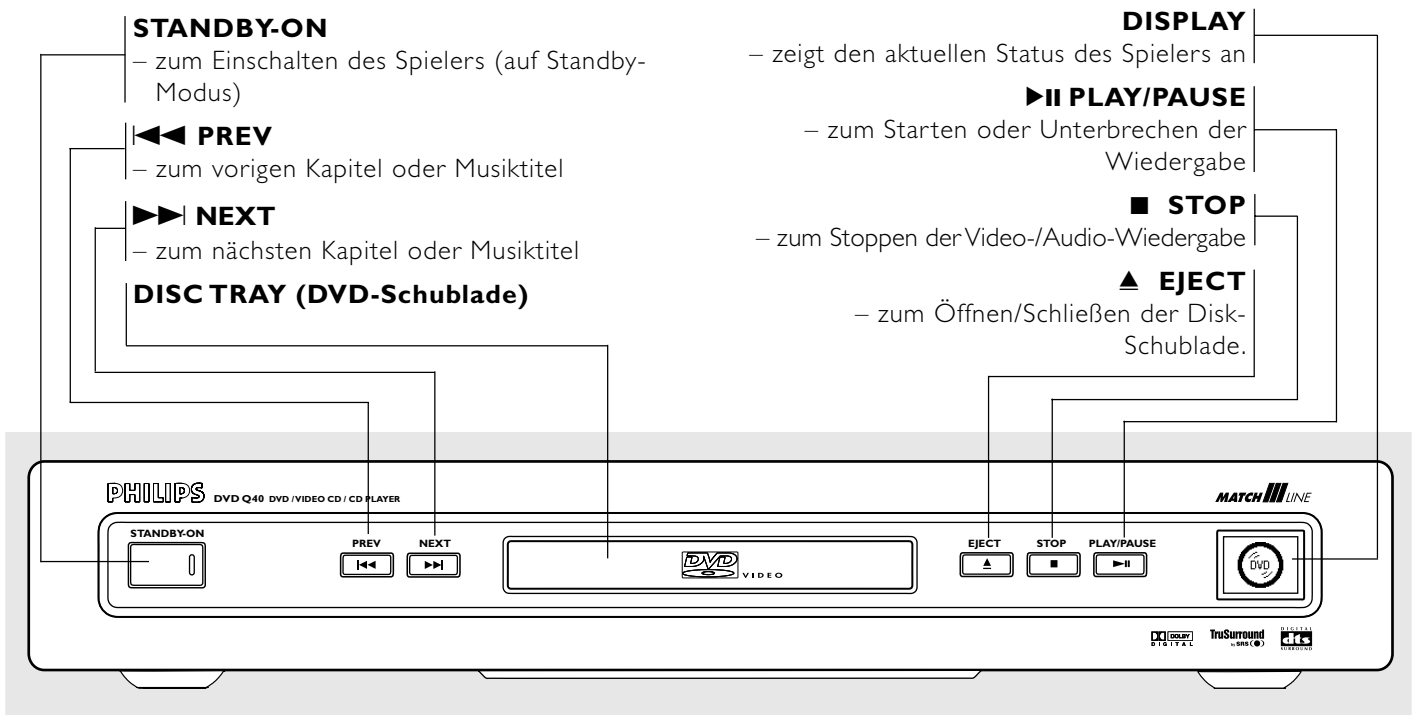 STANDBY-ON
– zum Einschalten des Spielers (auf Standby-
Modus)
PREV
– zum vorigen Kapitel oder Musiktitel
NEXT
– zum nächsten Kapitel oder Musiktitel
DISC TRAY (DVD-Schublade)
DISPLAY
– zeigt den aktuellen Status des Spielers an
PLAY/PAUSE
– zum Starten oder Unterbrechen der
Wiedergabe
STOP
– zum Stoppen der Video-/Audio-Wiedergabe
EJECT
– zum Öffnen/Schließen der Disk-
Schublade.
PHILIPS DVD Q40 DVD / VIDEO CD / CD PLAYER
MATCH LINE
STANDBY-ON
PREV
NEXT
DVD
VIDEO
EJECT
STOP
PLAY/PAUSE
DVD
DOLBY
DIGITAL
TruSurround
by SRS
DIGITAL
dts
SURROUND